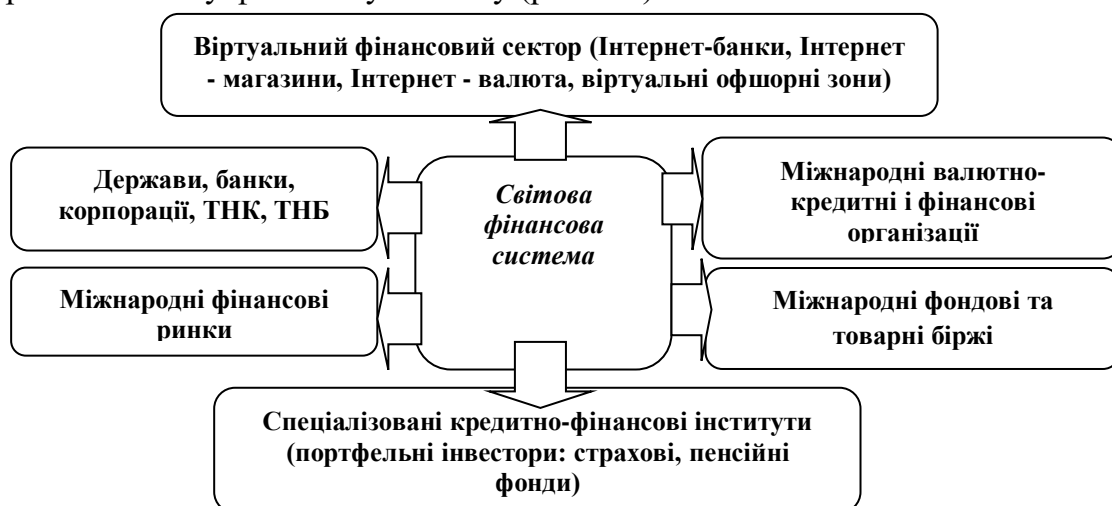 Віртуальний фінансовий сектор (Інтернет-банки, Інтернет
- магазини, Інтернет - валюта, віртуальні офшорні зони)
Держави, банки,
корпорації, ТНК, ТНБ
Світова
фінансова
система
Міжнародні валютно-
кредитні і фінансові
організації
Міжнародні фінансові
ринки
Міжнародні фондові та
товарні біржі
Спеціалізовані кредитно-фінансові інститути
(портфельні інвестори: страхові, пенсійні
фонди)